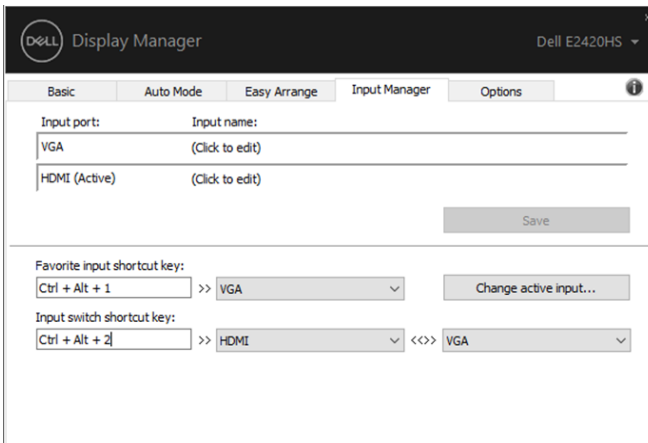 DELL Display Manager Dell E2420HS
Basic Auto Mode Easy Arrange Input Manager Options
Input port: Input name:
VGA (Click to edit)
HDMI (Active) (Click to edit)
Save
Favorite input shortcut key:
Ctrl + Alt + 1 >> VGA Change active input...
Input switch shortcut key:
Ctrl + Alt + 2 >> HDMI <<>> VGA